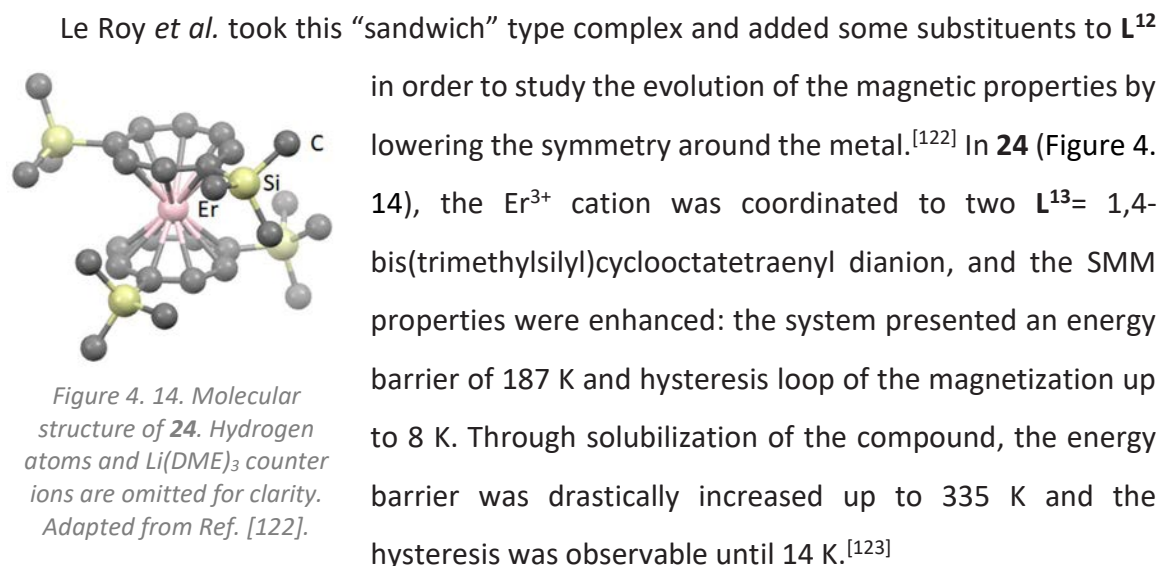 Le Roy et al. took this “sandwich” type complex and added some substituents to L¹²
in order to study the evolution of the magnetic properties by
lowering the symmetry around the metal.[122] In 24 (Figure 4.
14), the Er³⁺ cation was coordinated to two L¹³= 1,4-
bis(trimethylsilyl)cyclooctatetraenyl dianion, and the SMM
properties were enhanced: the system presented an energy
barrier of 187 K and hysteresis loop of the magnetization up
to 8 K. Through solubilization of the compound, the energy
barrier was drastically increased up to 335 K and the
hysteresis was observable until 14 K.[123]
C
Si
Er
Figure 4. 14. Molecular
structure of 24. Hydrogen
atoms and Li(DME)₃ counter
ions are omitted for clarity.
Adapted from Ref. [122].